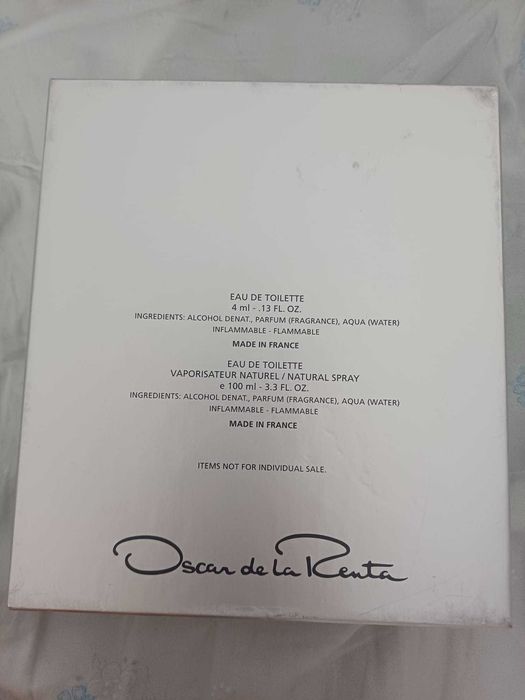 EAU DE TOILETTE
4 ml - .13 FL. OZ.
INGREDIENTS: ALCOHOL DENAT., PARFUM (FRAGRANCE), AQUA (WATER)
INFLAMMABLE - FLAMMABLE
MADE IN FRANCE
EAU DE TOILETTE
VAPORISATEUR NATUREL / NATURAL SPRAY
e 100 ml - 3.3 FL. OZ.
INGREDIENTS: ALCOHOL DENAT., PARFUM (FRAGRANCE), AQUA (WATER)
INFLAMMABLE - FLAMMABLE
MADE IN FRANCE
ITEMS NOT FOR INDIVIDUAL SALE.
Oscar de la Renta